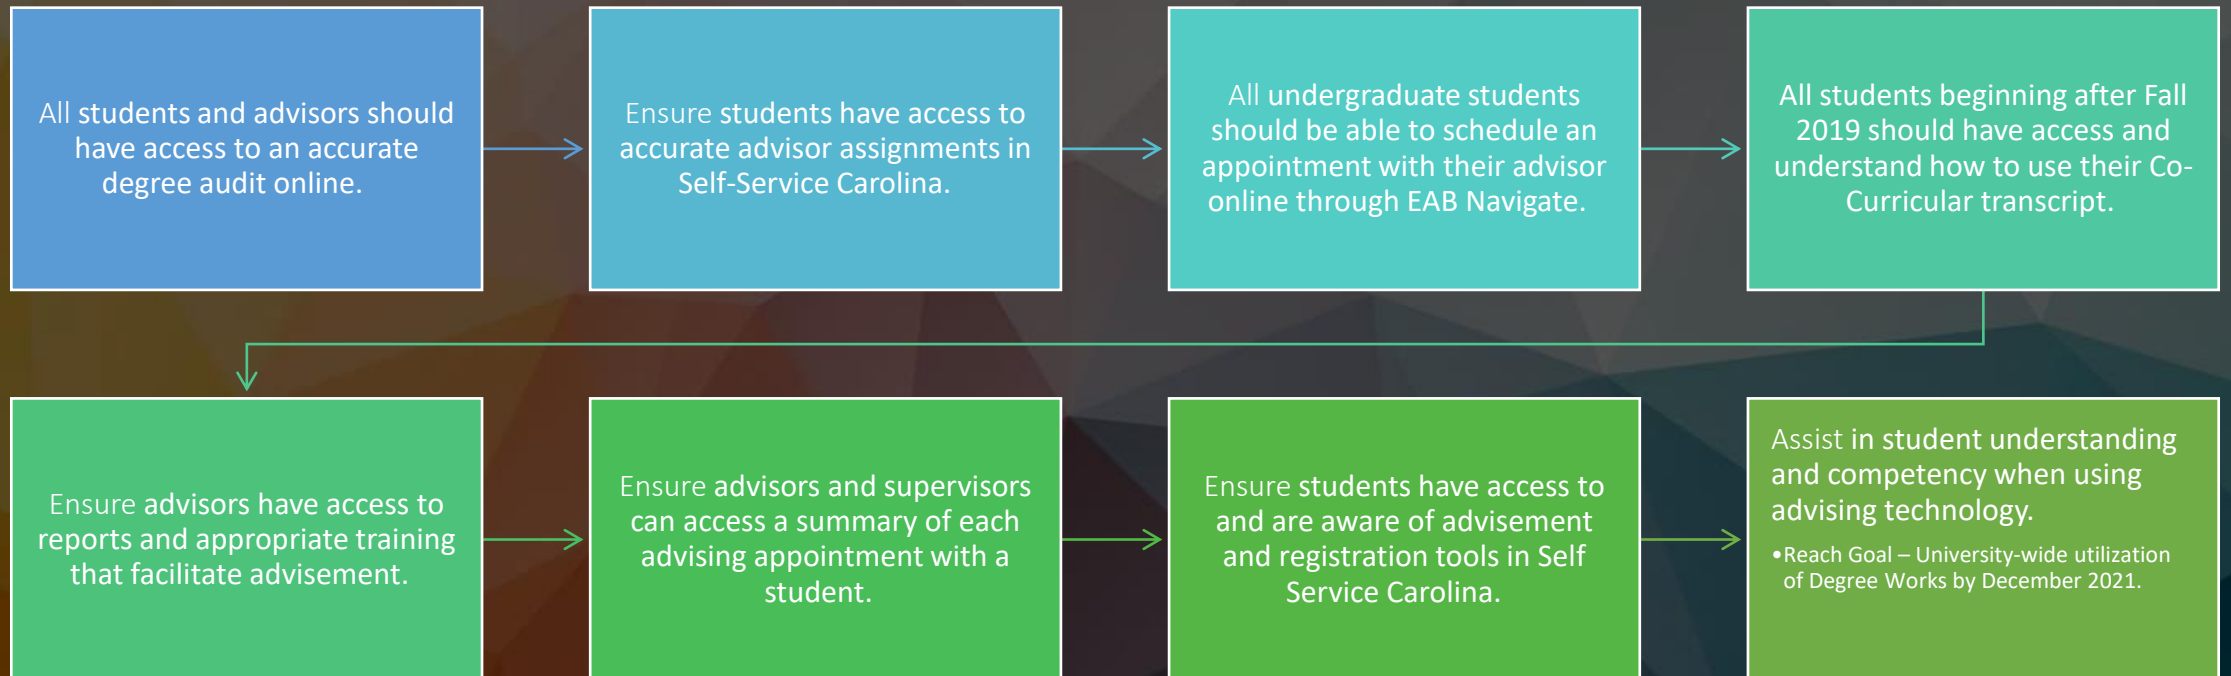 All students and advisors should
have access to an accurate
degree audit online.
Ensure students have access to
accurate advisor assignments in
Self-Service Carolina.
All undergraduate students
should be able to schedule an
appointment with their advisor
online through EAB Navigate.
All students beginning after Fall
2019 should have access and
understand how to use their Co-
Curricular transcript.
Ensure advisors have access to
reports and appropriate training
that facilitate advisement.
Ensure advisors and supervisors
can access a summary of each
advising appointment with a
student.
Ensure students have access to
and are aware of advisement
and registration tools in Self
Service Carolina.
Assist in student understanding
and competency when using
advising technology.
•Reach Goal – University-wide utilization
of Degree Works by December 2021.